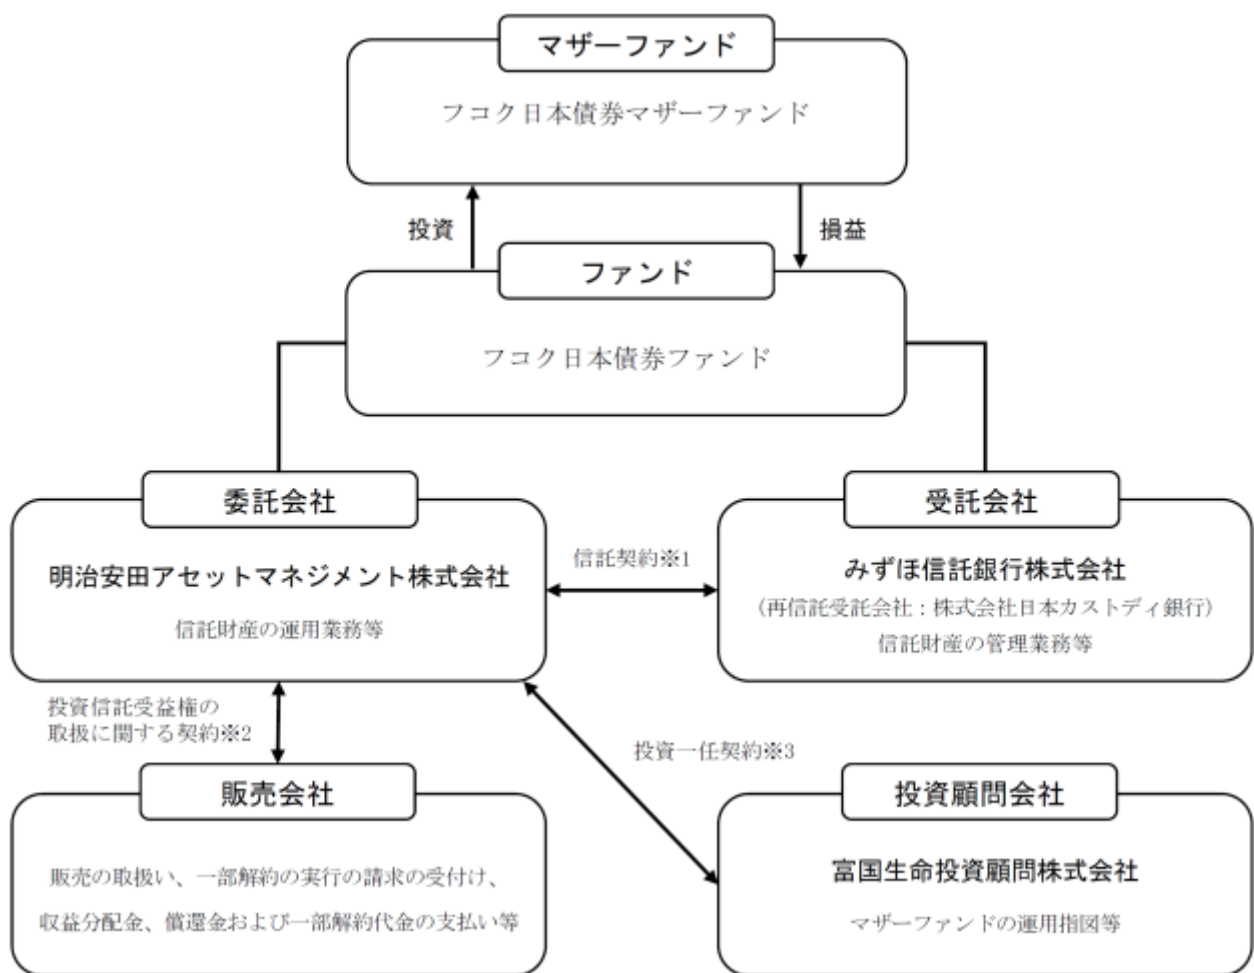 マザーファンド
フコク日本債券マザーファンド
投資
損益
ファンド
フコク日本債券ファンド
委託会社
明治安田アセットマネジメント株式会社
信託財産の運用業務等
信託契約※1
受託会社
みずほ信託銀行株式会社
（再信託受託会社：株式会社日本カストディ銀行）
信託財産の管理業務等
投資信託受益権の
取扱に関する契約※2
投資一任契約※3
販売会社
販売の取扱い、一部解約の実行の請求の受付け、
収益分配金、償還金および一部解約代金の支払い等
投資顧問会社
富国生命投資顧問株式会社
マザーファンドの運用指図等